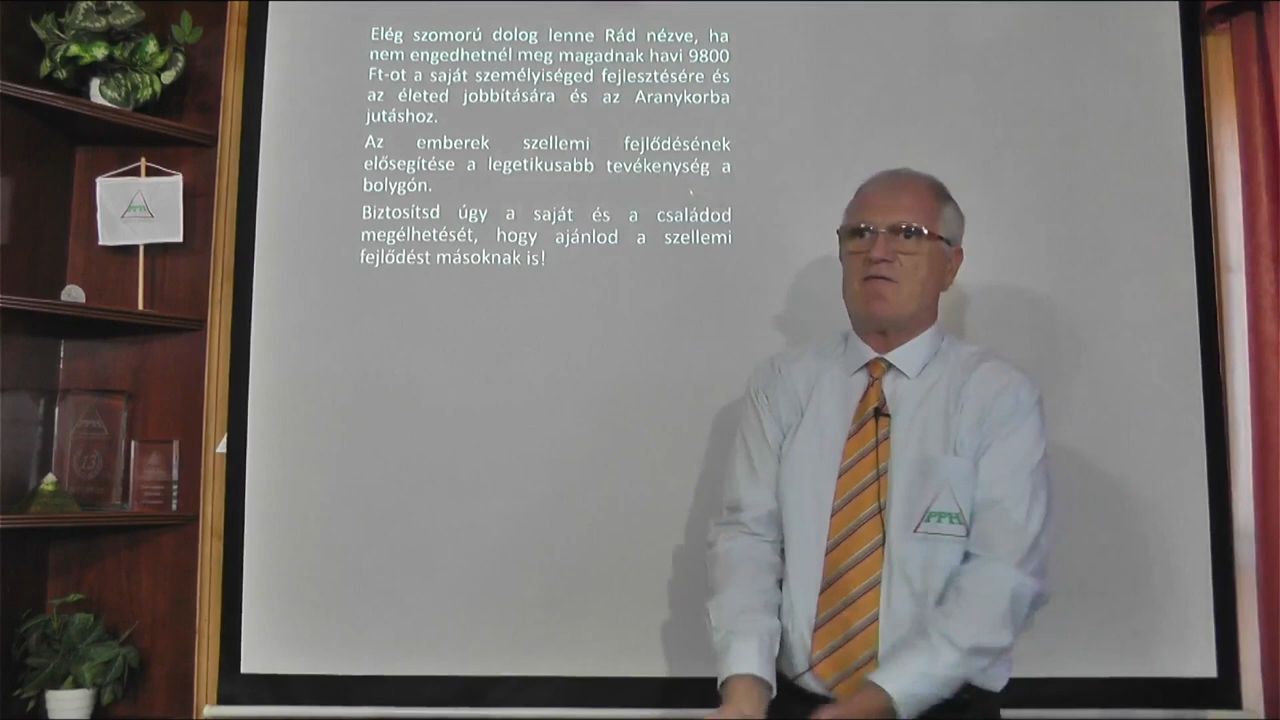 Elég szomorú dolog lenne Rád nézve, ha
nem engedhetnél meg magadnak havi 9800
Ft-ot a saját személyiséged fejlesztésére és
az életed jobbítására és az Aranykorba
jutáshoz.
Az emberek szellemi fejlődésének
elősegítése a legetikusabb tevékenység a
bolygón.
Biztosítsd úgy a saját és a családod
megélhetését, hogy ajánlod a szellemi
fejlődést másoknak is!
PPH
PPH
13